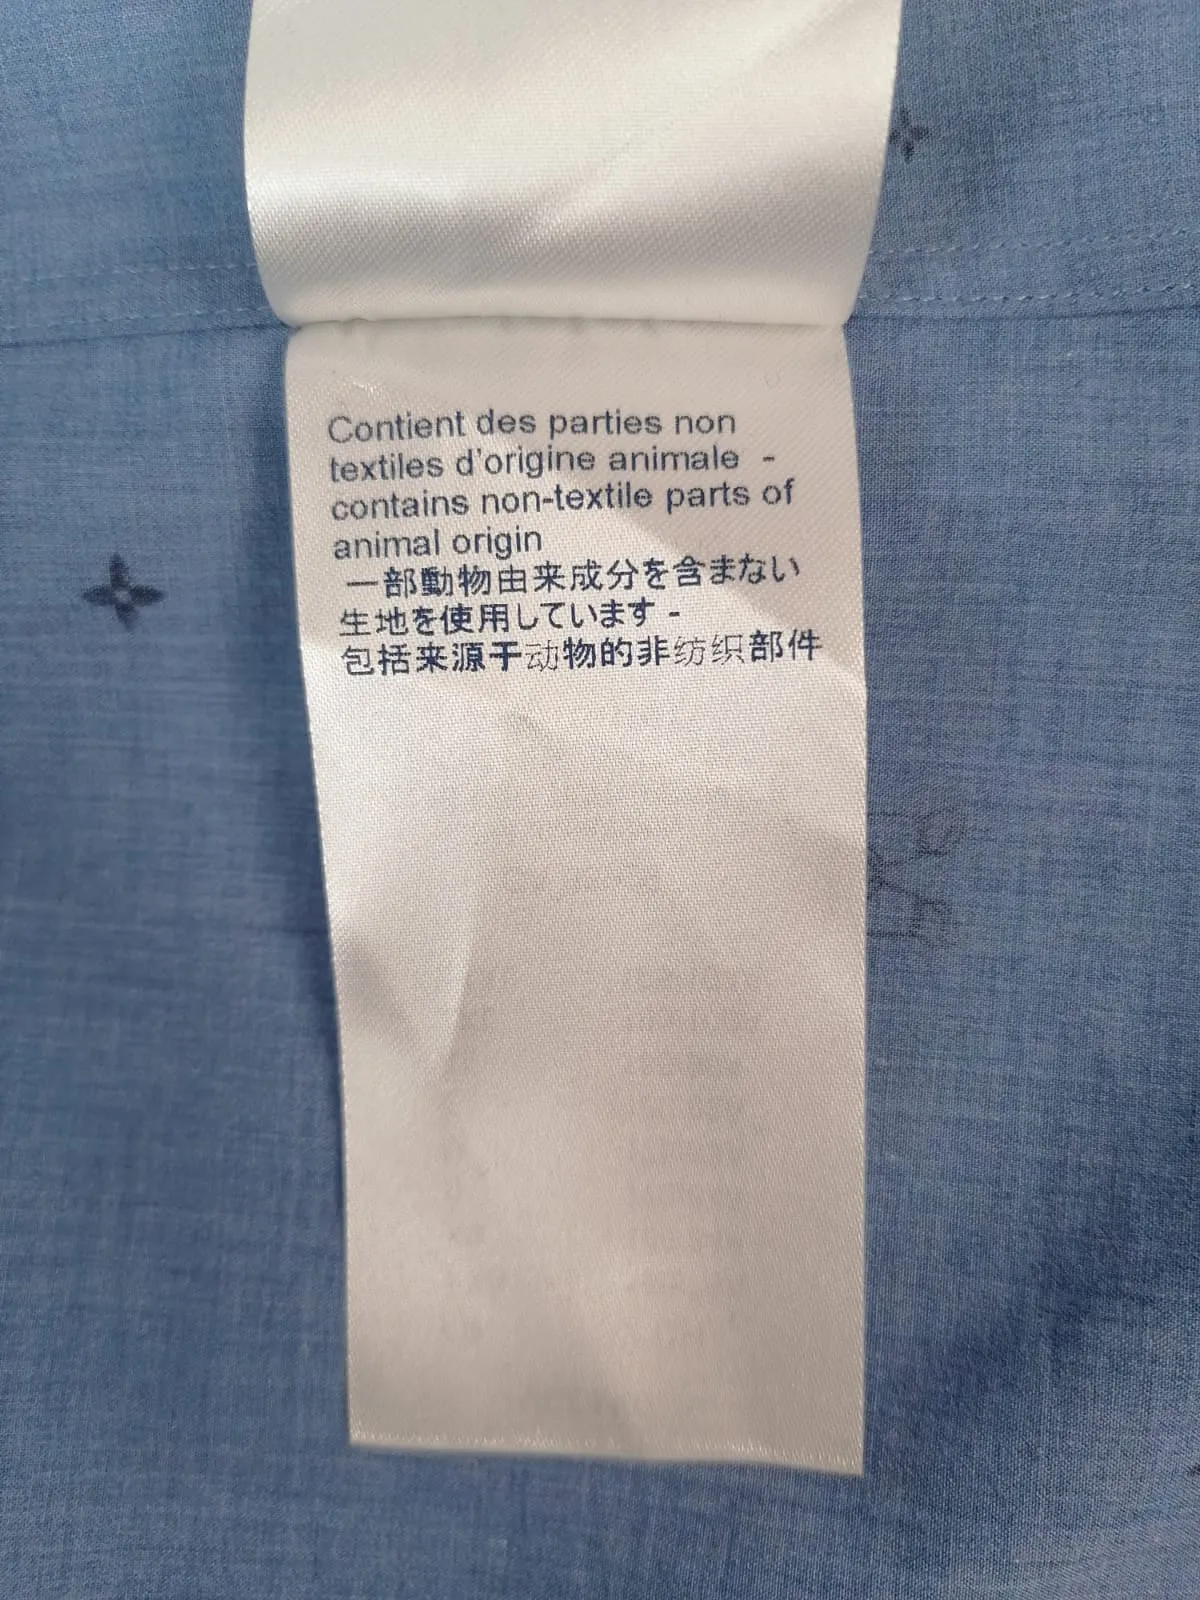 Contient des parties non
textiles d'origine animale -
contains non-textile parts of
animal origin
一部動物由来成分を含まない
生地を使用しています -
包括来源于动物的非纺织部件